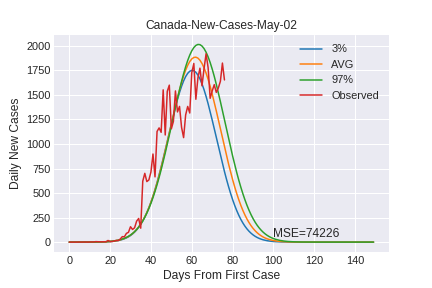 Canada-New-Cases-May-02
2000
1750
1500
1250
1000
750
500
250
0
Daily New Cases
3%
AVG
97%
Observed
MSE=74226
0 20 40 60 80 100 120 140
Days From First Case